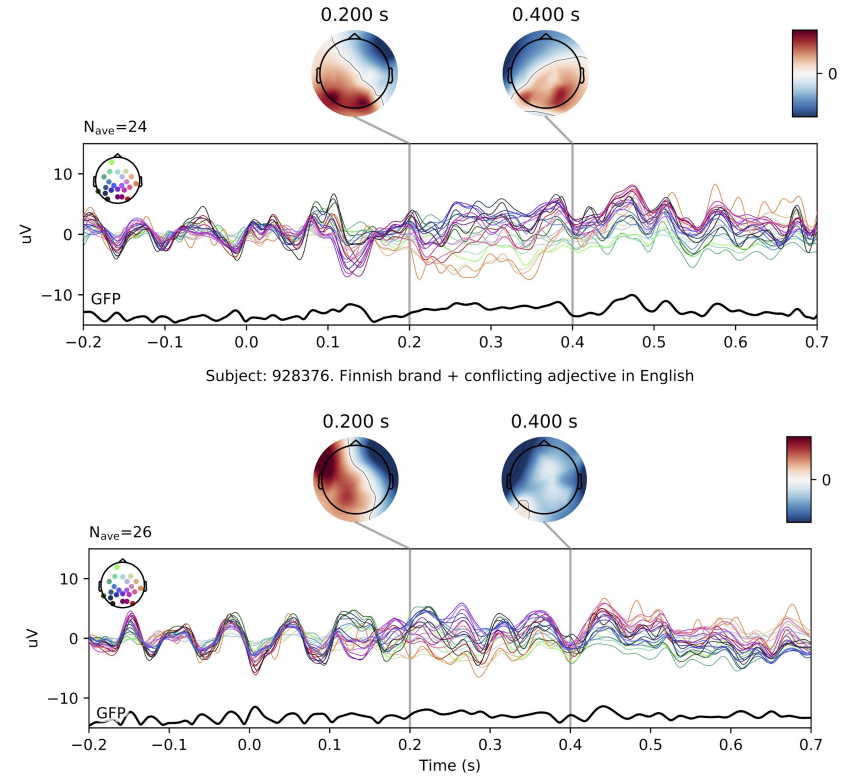 0.200 s 0.400 s
0
N_ave=24
10
0
−10
uV
GFP
−0.2 −0.1 0.0 0.1 0.2 0.3 0.4 0.5 0.6 0.7
Subject: 928376. Finnish brand + conflicting adjective in English
0.200 s 0.400 s
0
N_ave=26
10
0
−10
uV
GFP
−0.2 −0.1 0.0 0.1 0.2 0.3 0.4 0.5 0.6 0.7
Time (s)